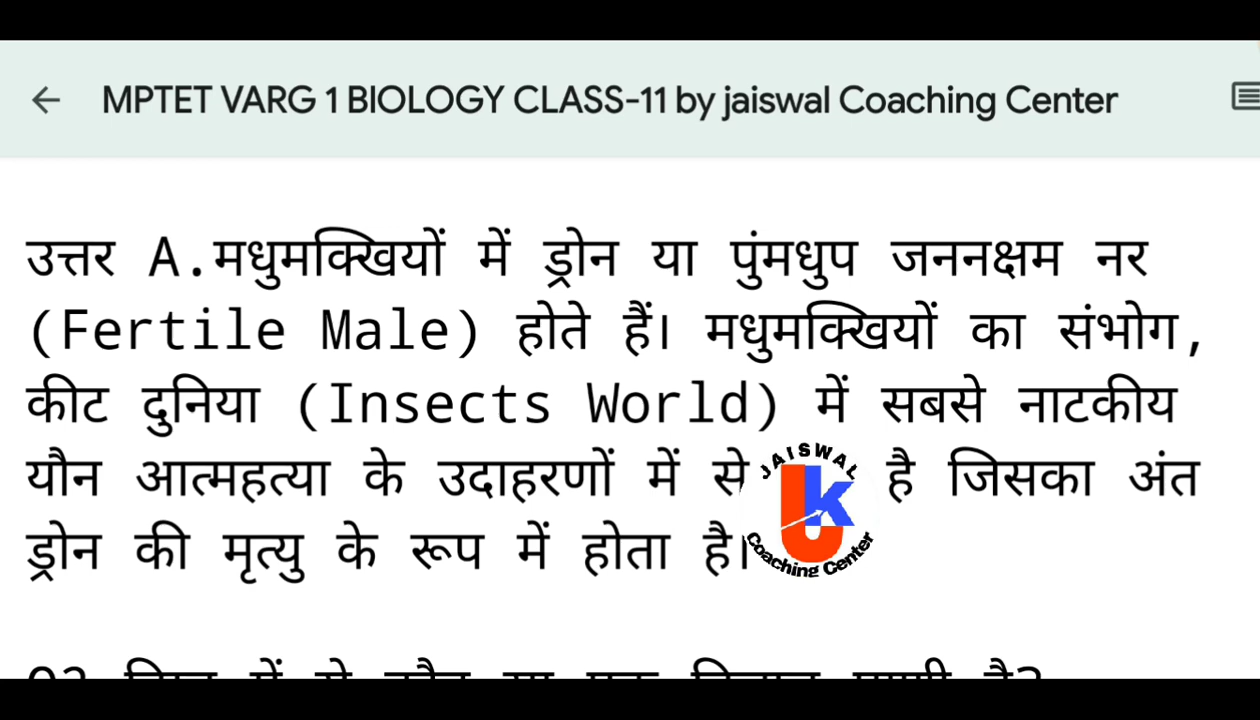 MPTET VARG 1 BIOLOGY CLASS-11 by jaiswal Coaching Center
उत्तर A.मधुमक्खियों में ड्रोन या पुंमधुप जननक्षम नर
(Fertile Male) होते हैं। मधुमक्खियों का संभोग,
कीट दुनिया (Insects World) में सबसे नाटकीय
यौन आत्महत्या के उदाहरणों में से है जिसका अंत
ड्रोन की मृत्यु के रूप में होता है।
JAISWAL
Uk
Coaching Center